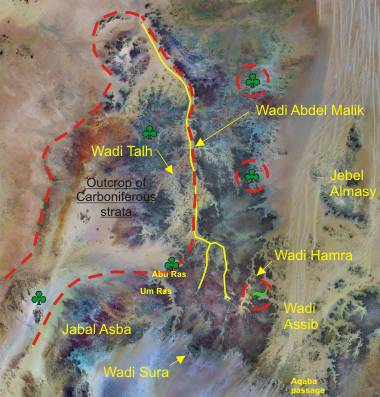 Wadi Abdel Malik
Wadi Talh
Outcrop of
Carboniferous
strata
Jebel
Almasy
Wadi Hamra
Abu Ras
Um Ras
Wadi
Assib
Jabal Asba
Wadi Sura
Aqaba
passage